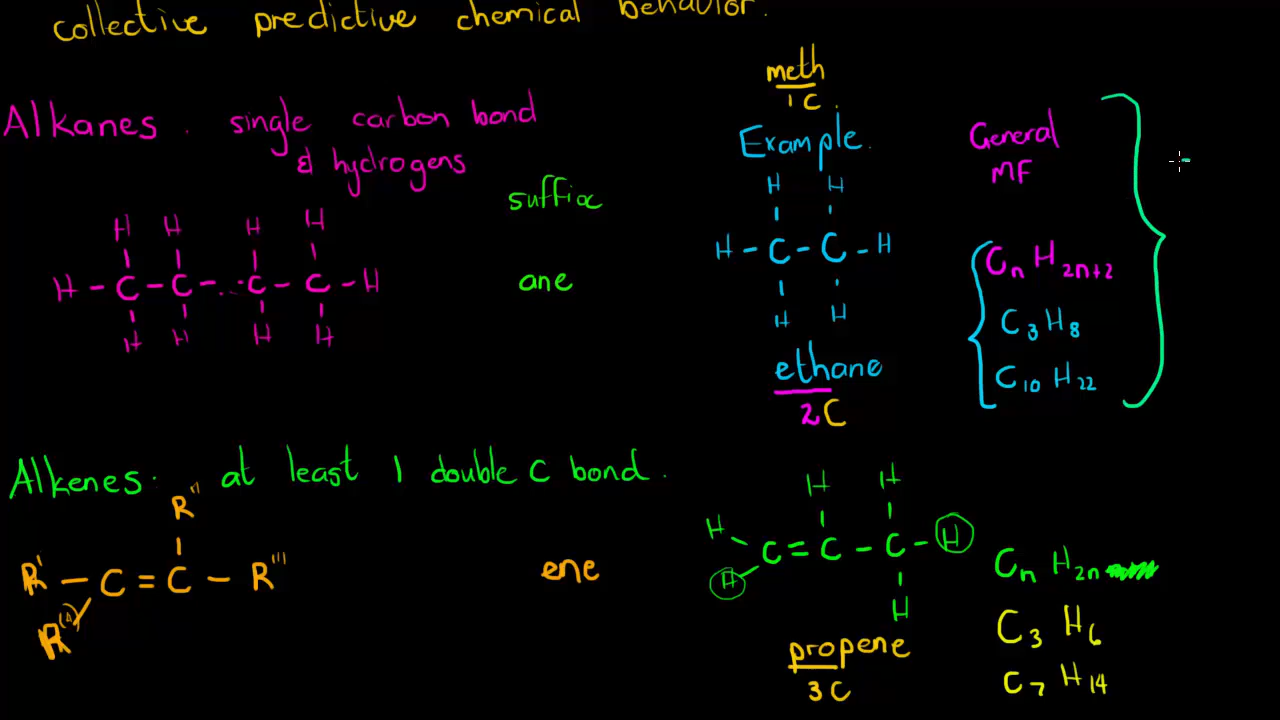 collective predictive chemical behavior.
meth
1C.
Alkanes. single carbon bond
& hydrogens
suffix
Example.
General
MF
H H H H
H - C - C - ... - C - C - H
H H H H
ane
H H
H - C - C - H
H H
ethane
2C
CnH2n+2
C3H8
C10H22
Alkenes. at least 1 double C bond.
R''
R' - C = C - R'''
R(4)
ene
H H H
C = C - C - H
H H
propene
3C
CnH2n
C3H6
C7H14